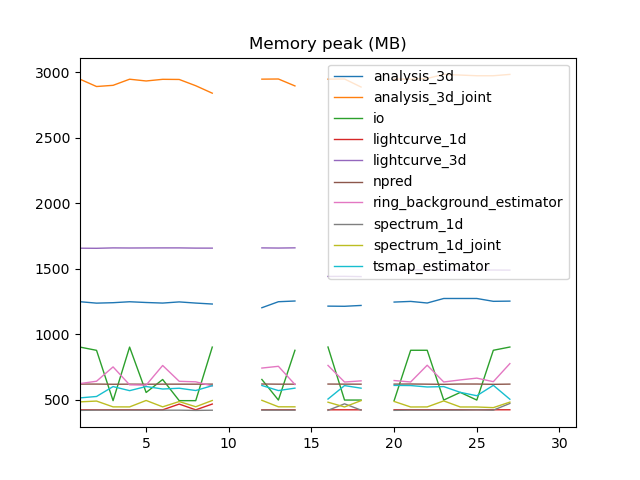 Memory peak (MB)
3000
2500
2000
1500
1000
500
5
10
15
20
25
30
analysis_3d
analysis_3d_joint
io
lightcurve_1d
lightcurve_3d
npred
ring_background_estimator
spectrum_1d
spectrum_1d_joint
tsmap_estimator